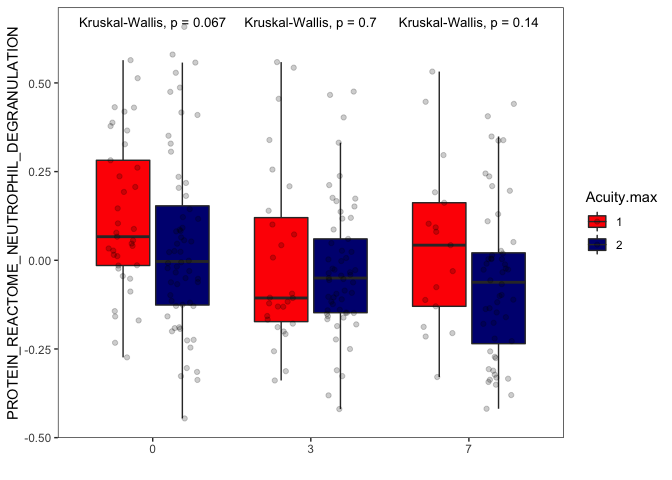 Kruskal-Wallis, p = 0.067
Kruskal-Wallis, p = 0.7
Kruskal-Wallis, p = 0.14
PROTEIN_REACTOME_NEUTROPHIL_DEGRANULATION
0.50
0.25
0.00
-0.25
-0.50
0
3
7
Acuity.max
1
2